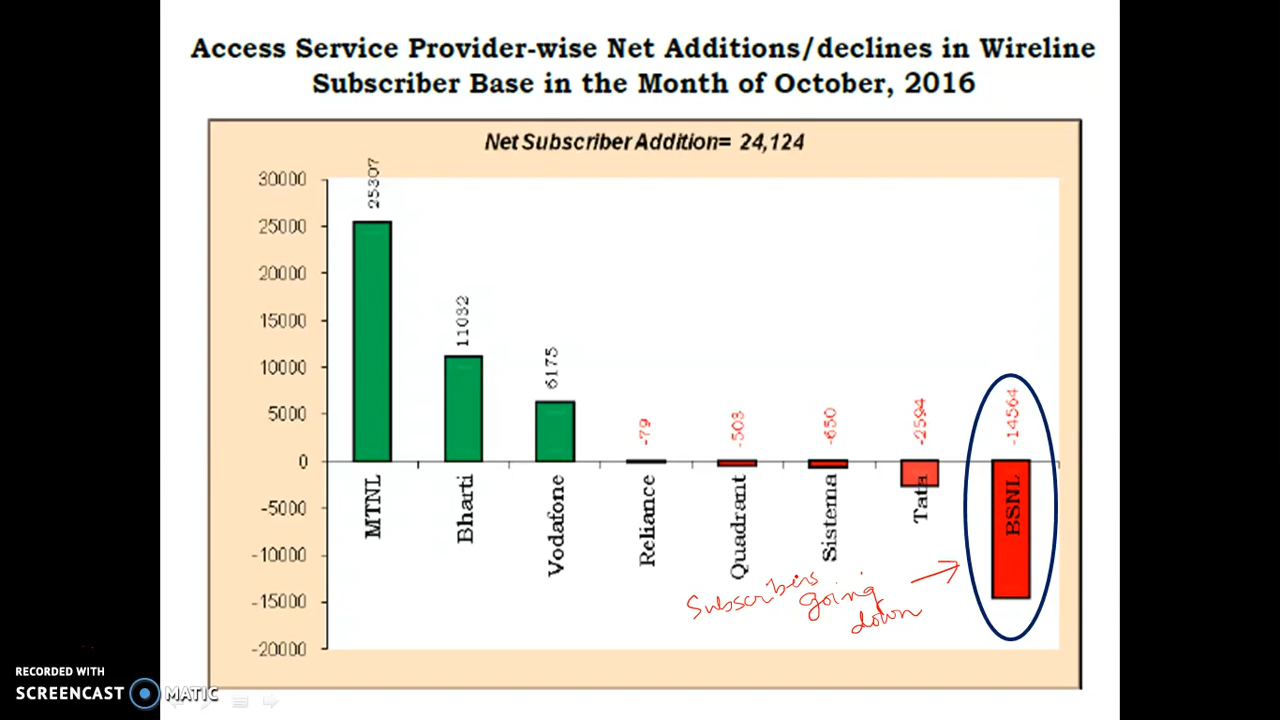 Access Service Provider-wise Net Additions/declines in Wireline
Subscriber Base in the Month of October, 2016
Net Subscriber Addition= 24,124
30000
25000
20000
15000
10000
5000
0
-5000
-10000
-15000
-20000
25307
11032
6175
-79
-503
-650
-2594
-14564
MTNL
Bharti
Vodafone
Reliance
Quadrant
Sistema
Tata
BSNL
Subscribers
going
down
RECORDED WITH
SCREENCAST MATIC